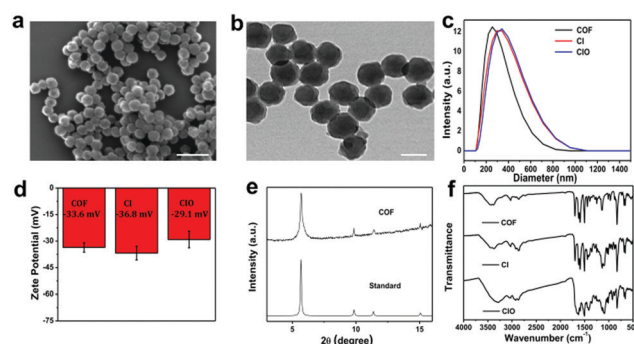 a
b
c
12
10
8
6
4
2
0
Intensity (a.u.)
COF
CI
CIO
0 200 400 600 800 1000 1200 1400
Diameter (nm)
d
0
-15
-30
-45
-60
-75
Zete Potential (mV)
COF CI CIO
-33.6 mV -36.8 mV -29.1 mV
e
Intensity (a.u.)
COF
Standard
5 10 15
2θ (degree)
f
Transmittance
COF
CI
CIO
4000 3500 3000 2500 2000 1500 1000 500
Wavenumber (cm⁻¹)